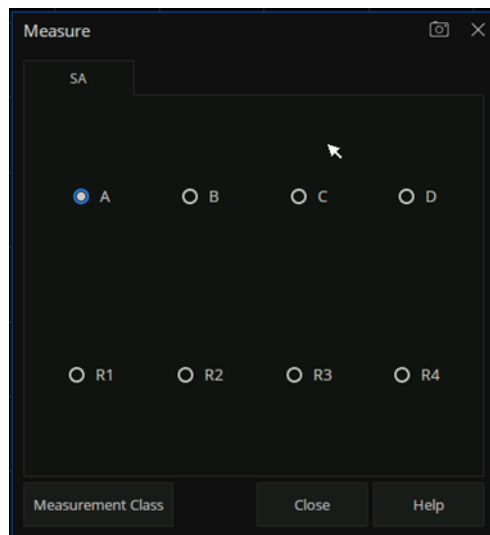 Measure
SA
A B C D
R1 R2 R3 R4
Measurement Class Close Help